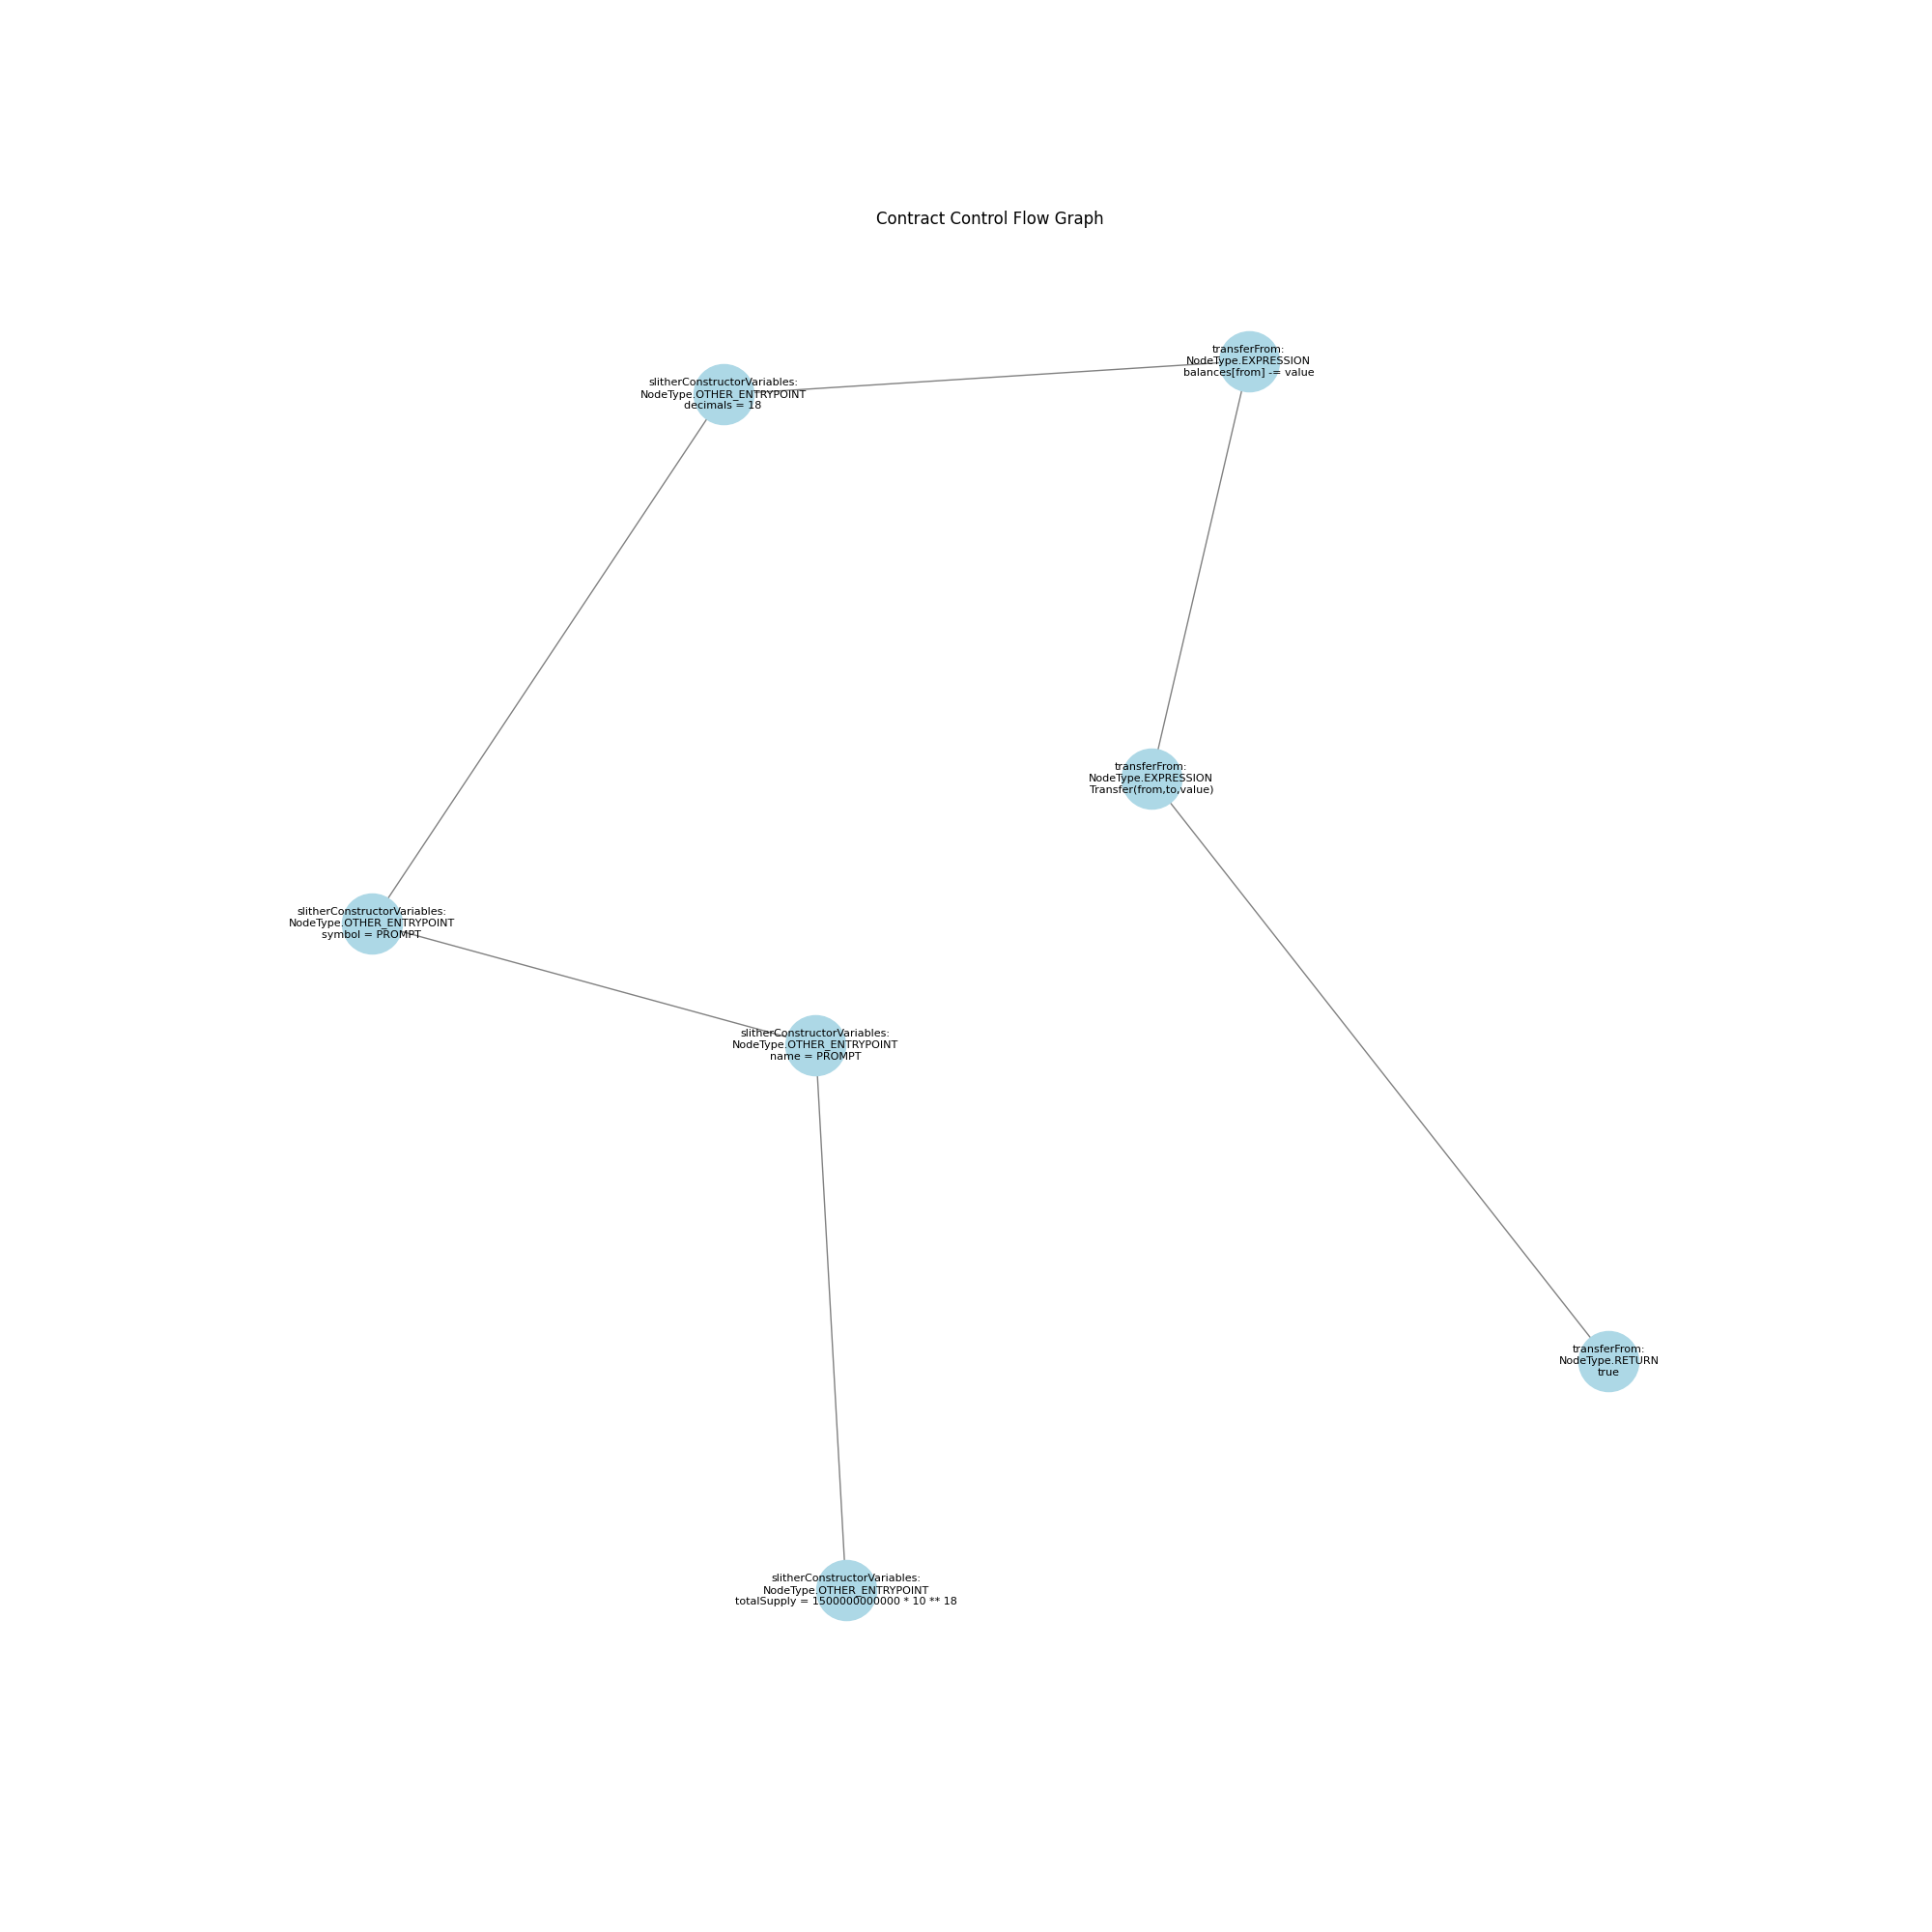 Contract Control Flow Graph
transferFrom:
NodeType.EXPRESSION
balances[from] -= value
slitherConstructorVariables:
NodeType.OTHER_ENTRYPOINT
decimals = 18
transferFrom:
NodeType.EXPRESSION
Transfer(from,to,value)
slitherConstructorVariables:
NodeType.OTHER_ENTRYPOINT
symbol = PROMPT
slitherConstructorVariables:
NodeType.OTHER_ENTRYPOINT
name = PROMPT
transferFrom:
NodeType.RETURN
true
slitherConstructorVariables:
NodeType.OTHER_ENTRYPOINT
totalSupply = 1500000000000 * 10 ** 18